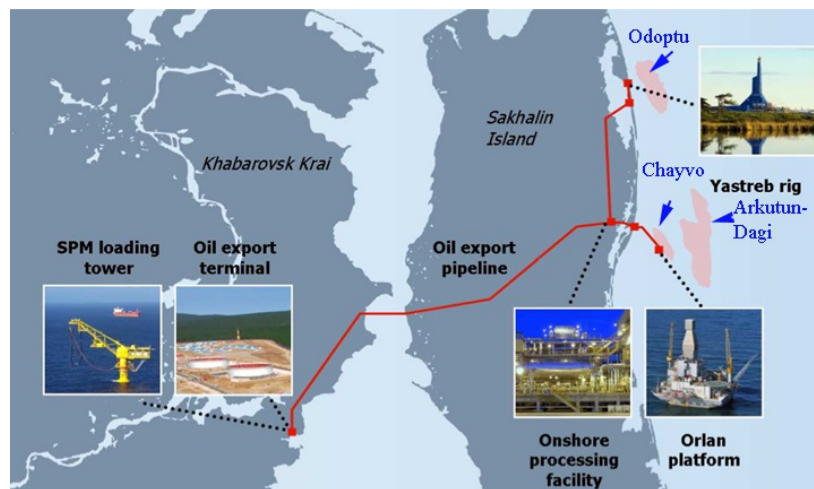 Odoptu
Sakhalin
Island
Khabarovsk Krai
Chayvo
Yastreb rig
Arkutun-
Dagi
SPM loading
tower
Oil export
terminal
Oil export
pipeline
Onshore
processing
facility
Orlan
platform